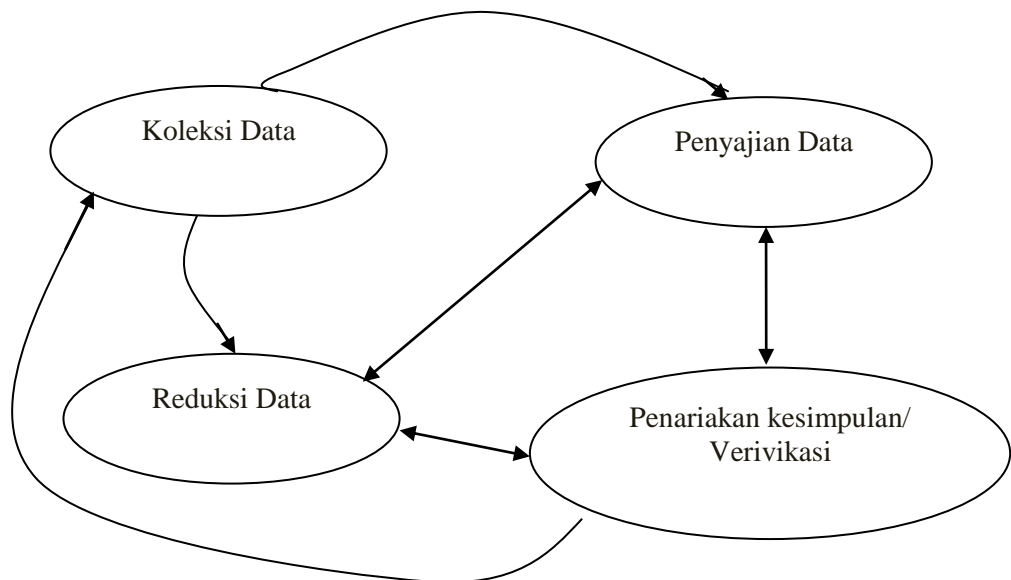 Koleksi Data
Penyajian Data
Reduksi Data
Penariakan kesimpulan/
Verivikasi